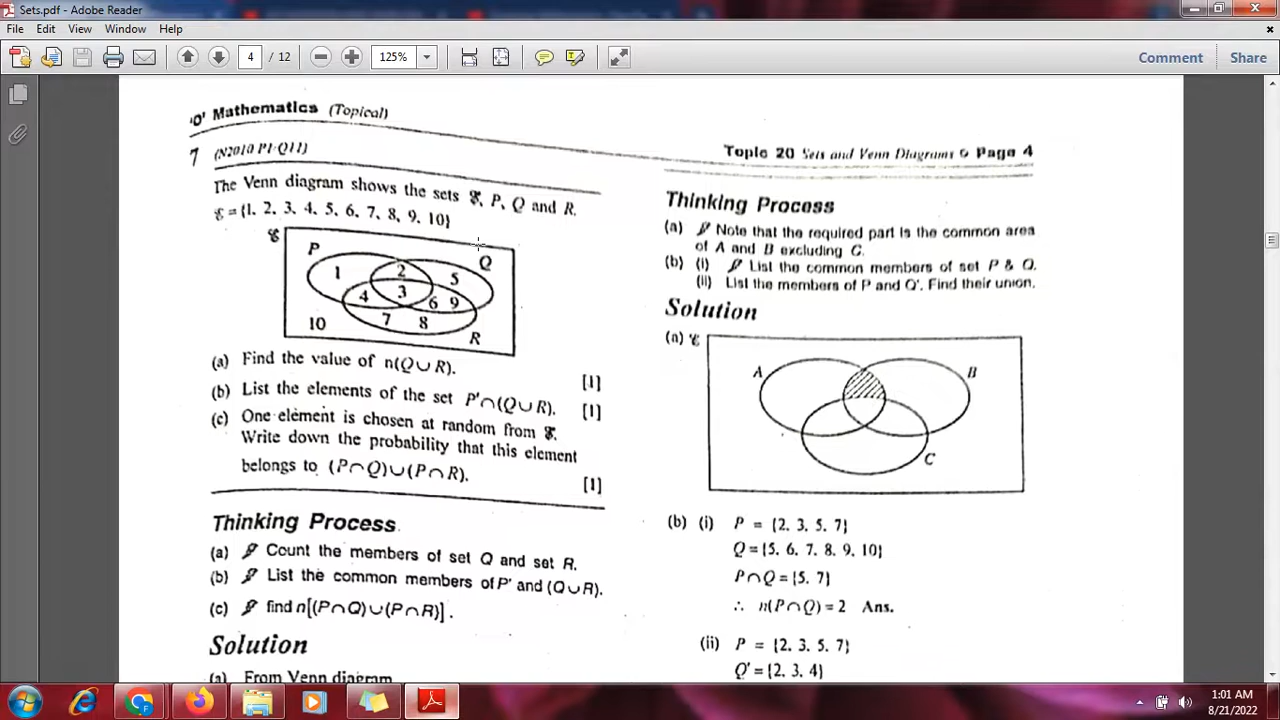 Sets.pdf - Adobe Reader
File Edit View Window Help
4 / 12 125% Comment Share
'O' Mathematics (Topical)
7 (N2010 P1 Q11)
The Venn diagram shows the sets ℰ, P, Q and R.
ℰ = {1, 2, 3, 4, 5, 6, 7, 8, 9, 10}
ℰ
P
Q
1 2 5
4 3 6 9
10 7 8
R
(a) Find the value of n(Q∪R). [1]
(b) List the elements of the set P'∩(Q∪R). [1]
(c) One element is chosen at random from ℰ.
Write down the probability that this element
belongs to (P∩Q)∪(P∩R). [1]
Thinking Process
(a) Count the members of set Q and set R.
(b) List the common members of P' and (Q∪R).
(c) find n[(P∩Q)∪(P∩R)].
Solution
(a) From Venn diagram
Topic 20 Sets and Venn Diagrams Page 4
Thinking Process
(a) Note that the required part is the common area
of A and B excluding C.
(b) (i) List the common members of set P & Q.
(ii) List the members of P and Q'. Find their union.
Solution
(a) ℰ
A B
C
(b) (i) P = {2, 3, 5, 7}
Q = {5, 6, 7, 8, 9, 10}
P∩Q = {5, 7}
∴ n(P∩Q) = 2 Ans.
(ii) P = {2, 3, 5, 7}
Q' = {2, 3, 4}
1:01 AM
8/21/2022